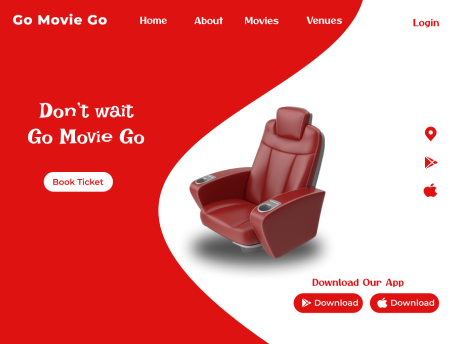 Go Movie Go
Home
About
Movies
Venues
Login
Don't wait
Go Movie Go
Book Ticket
Download Our App
Download
Download